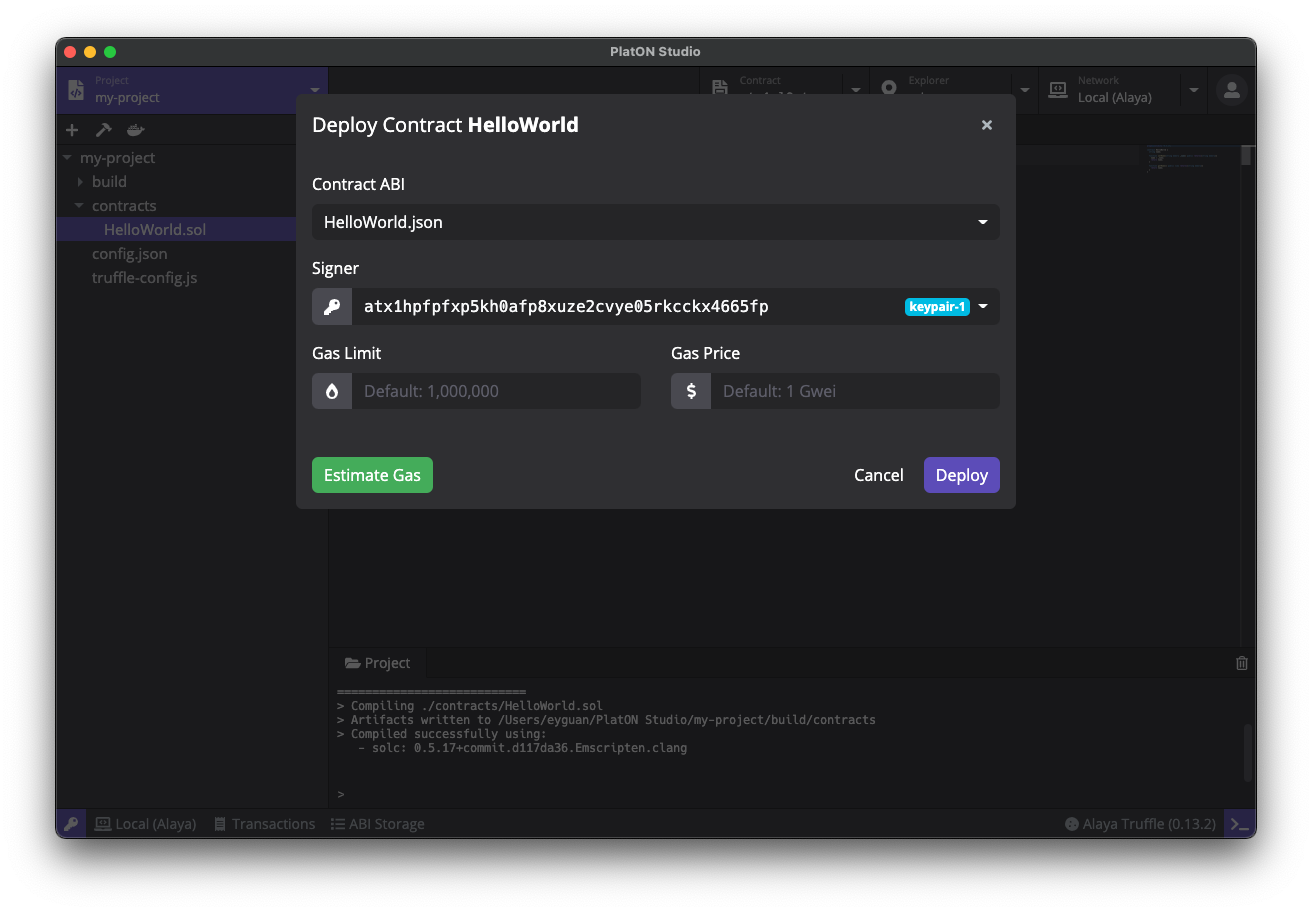 PlatON Studio
Project
my-project
Contract
Explorer
Network
Local (Alaya)
my-project
build
contracts
HelloWorld.sol
config.json
truffle-config.js
Deploy Contract HelloWorld
×
Contract ABI
HelloWorld.json
Signer
atx1hpfpfxp5kh0afp8xuze2cvye05rkcckx4665fp
keypair-1
Gas Limit
Gas Price
Default: 1,000,000
Default: 1 Gwei
Estimate Gas
Cancel
Deploy
Project
===========================
> Compiling ./contracts/HelloWorld.sol
> Artifacts written to /Users/eyguan/PlatON Studio/my-project/build/contracts
> Compiled successfully using:
- solc: 0.5.17+commit.d117da36.Emscripten.clang
>
Local (Alaya)
Transactions
ABI Storage
Alaya Truffle (0.13.2)